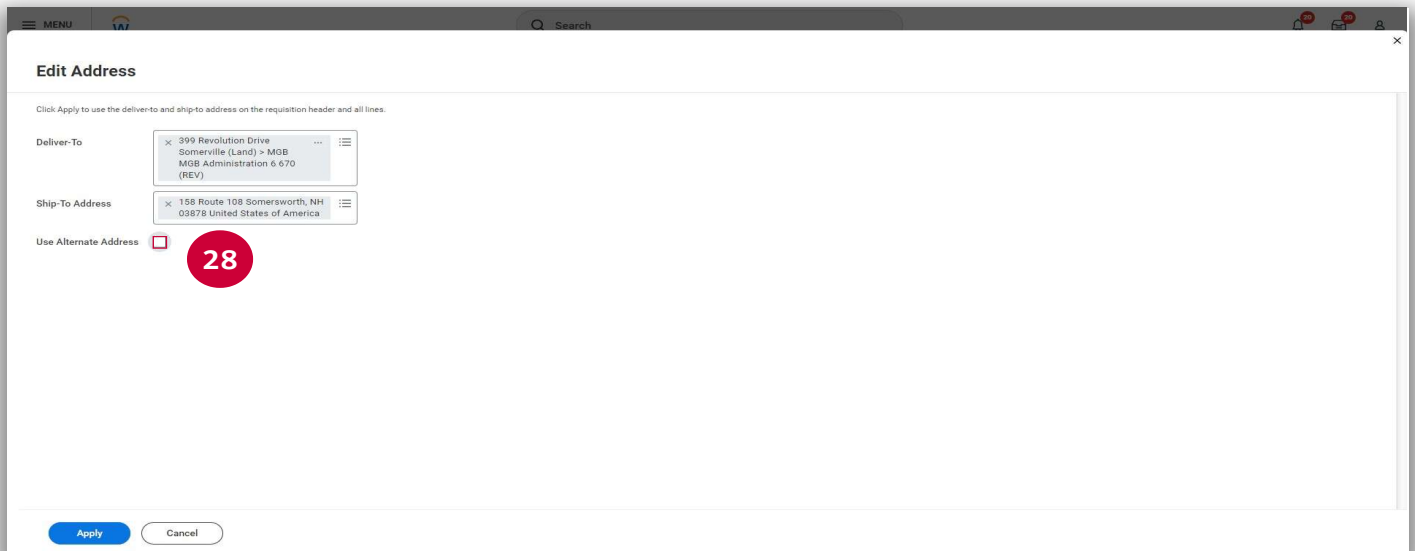 MENU
W
Search
20
20
×
Edit Address
Click Apply to use the deliver-to and ship-to address on the requisition header and all lines.
Deliver-To
× 399 Revolution Drive ...
Somerville (Land) > MGB
MGB Administration 6 670
(REV)
Ship-To Address
× 158 Route 108 Somersworth, NH
03878 United States of America
Use Alternate Address
28
Apply
Cancel